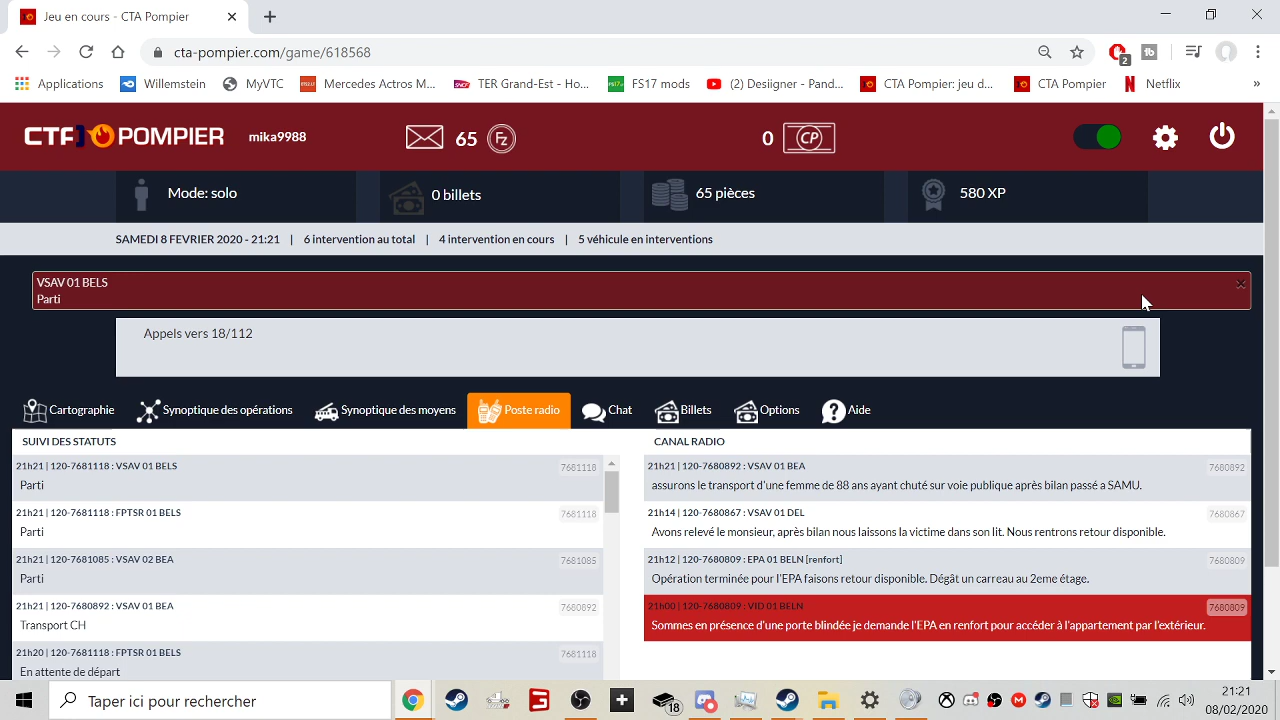 Jeu en cours - CTA Pompier
cta-pompier.com/game/618568
2
Applications
Willemstein
MyVTC
Mercedes Actros M...
TER Grand-Est - Ho...
FS17 mods
(2) Desiigner - Pand...
CTA Pompier: jeu d...
CTA Pompier
Netflix
»
POMPIER
mika9988
65
Fz
0
CP
Mode: solo
0 billets
65 pièces
580 XP
SAMEDI 8 FEVRIER 2020 - 21:21 | 6 intervention au total | 4 intervention en cours | 5 véhicule en interventions
VSAV 01 BELS
Parti
Appels vers 18/112
Cartographie
Synoptique des opérations
Synoptique des moyens
Poste radio
Chat
Billets
Options
Aide
SUIVI DES STATUTS
21h21 | 120-7681118 : VSAV 01 BELS 7681118
Parti
21h21 | 120-7681118 : FPTSR 01 BELS 7681118
Parti
21h21 | 120-7681085 : VSAV 02 BEA 7681085
Parti
21h21 | 120-7680892 : VSAV 01 BEA 7680892
Transport CH
21h20 | 120-7681118 : FPTSR 01 BELS 7681118
En attente de départ
CANAL RADIO
21h21 | 120-7680892 : VSAV 01 BEA 7680892
assurons le transport d'une femme de 88 ans ayant chuté sur voie publique après bilan passé a SAMU.
21h14 | 120-7680867 : VSAV 01 DEL 7680867
Avons relevé le monsieur, après bilan nous laissons la victime dans son lit. Nous rentrons retour disponible.
21h12 | 120-7680809 : EPA 01 BELN [renfort] 7680809
Opération terminée pour l'EPA faisons retour disponible. Dégât un carreau au 2eme étage.
21h00 | 120-7680809 : VID 01 BELN 7680809
Sommes en présence d'une porte blindée je demande l'EPA en renfort pour accéder à l'appartement par l'extérieur.
Taper ici pour rechercher
18
21:21
08/02/2020